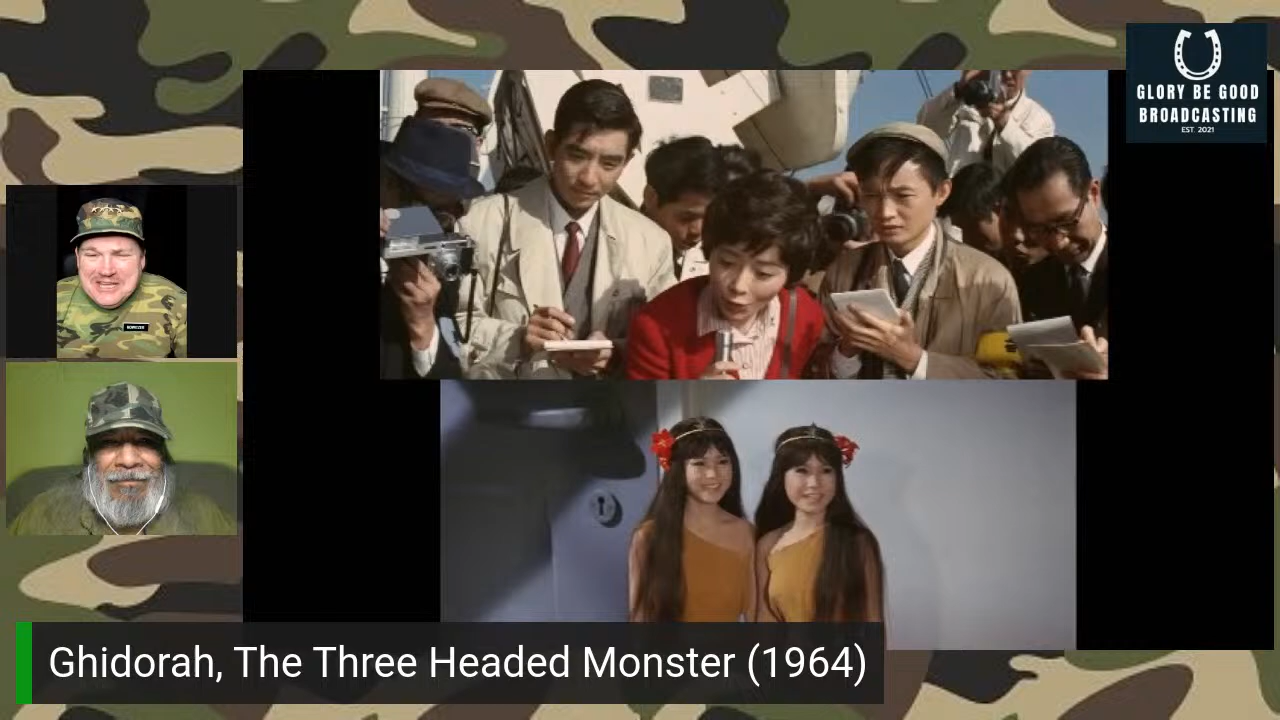 GLORY BE GOOD
BROADCASTING
EST. 2021
Ghidorah, The Three Headed Monster (1964)